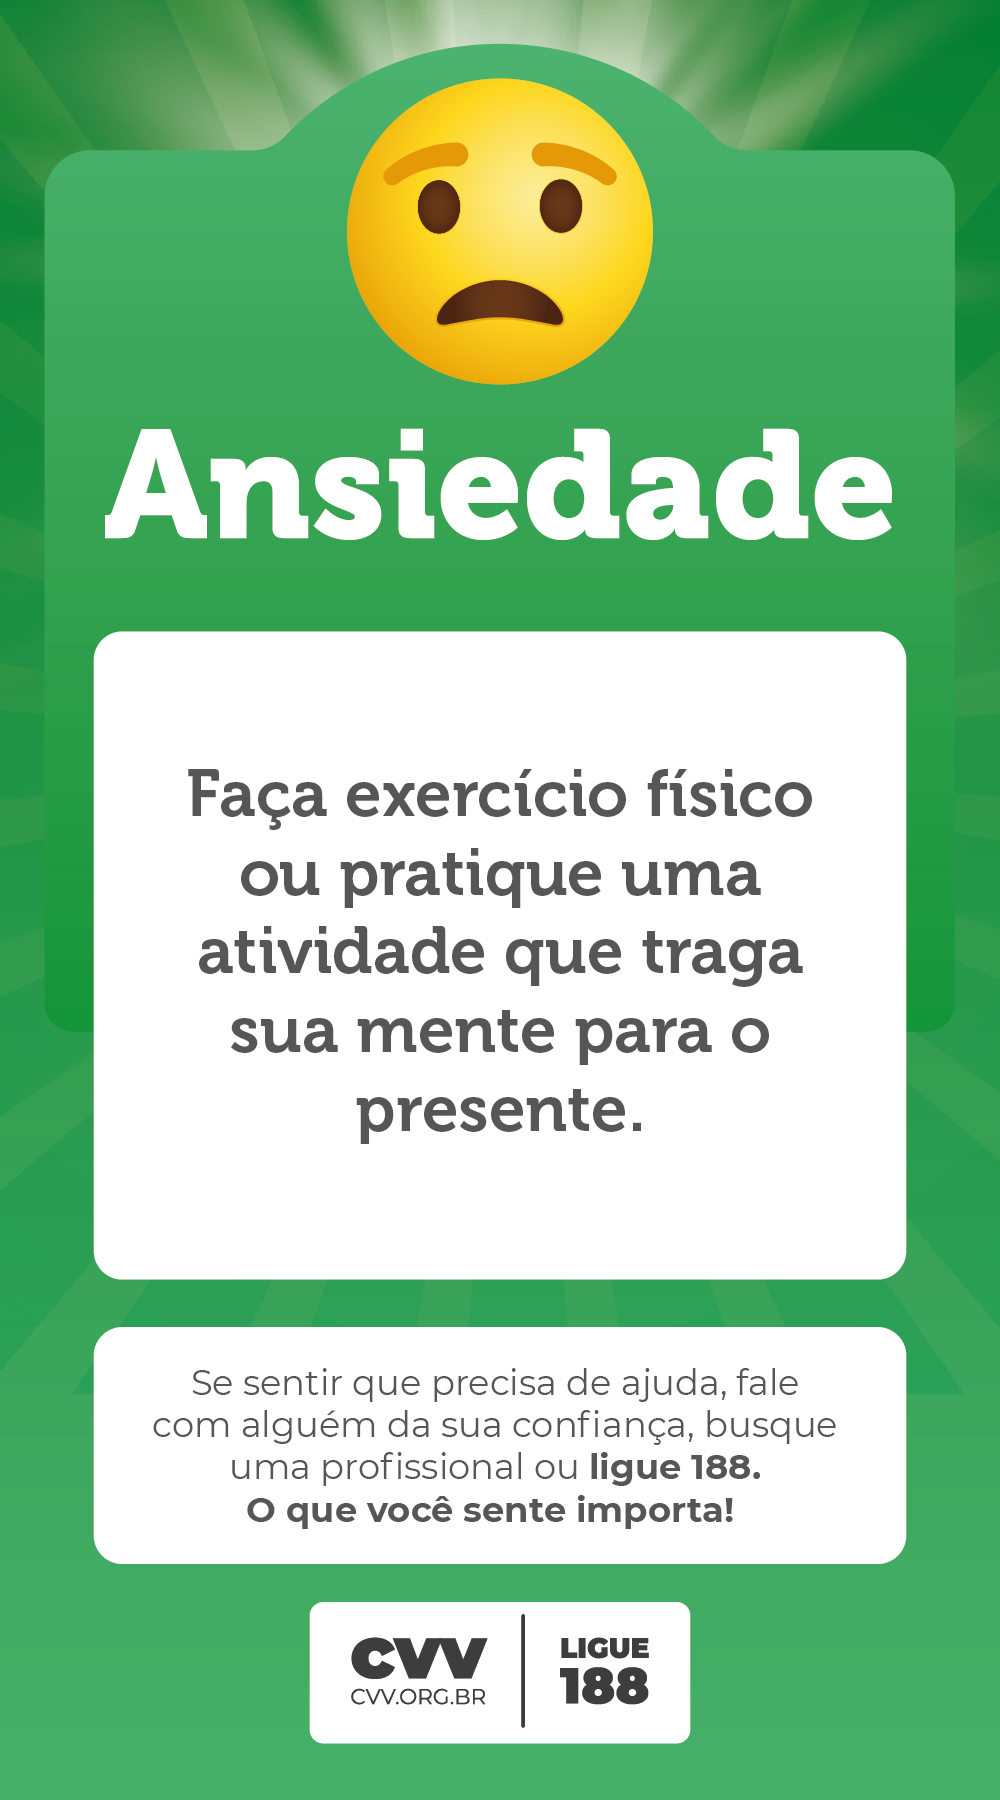 Ansiedade
Faça exercício físico
ou pratique uma
atividade que traga
sua mente para o
presente.
Se sentir que precisa de ajuda, fale
com alguém da sua confiança, busque
uma profissional ou ligue 188.
O que você sente importa!
CVV
CVV.ORG.BR
LIGUE
188